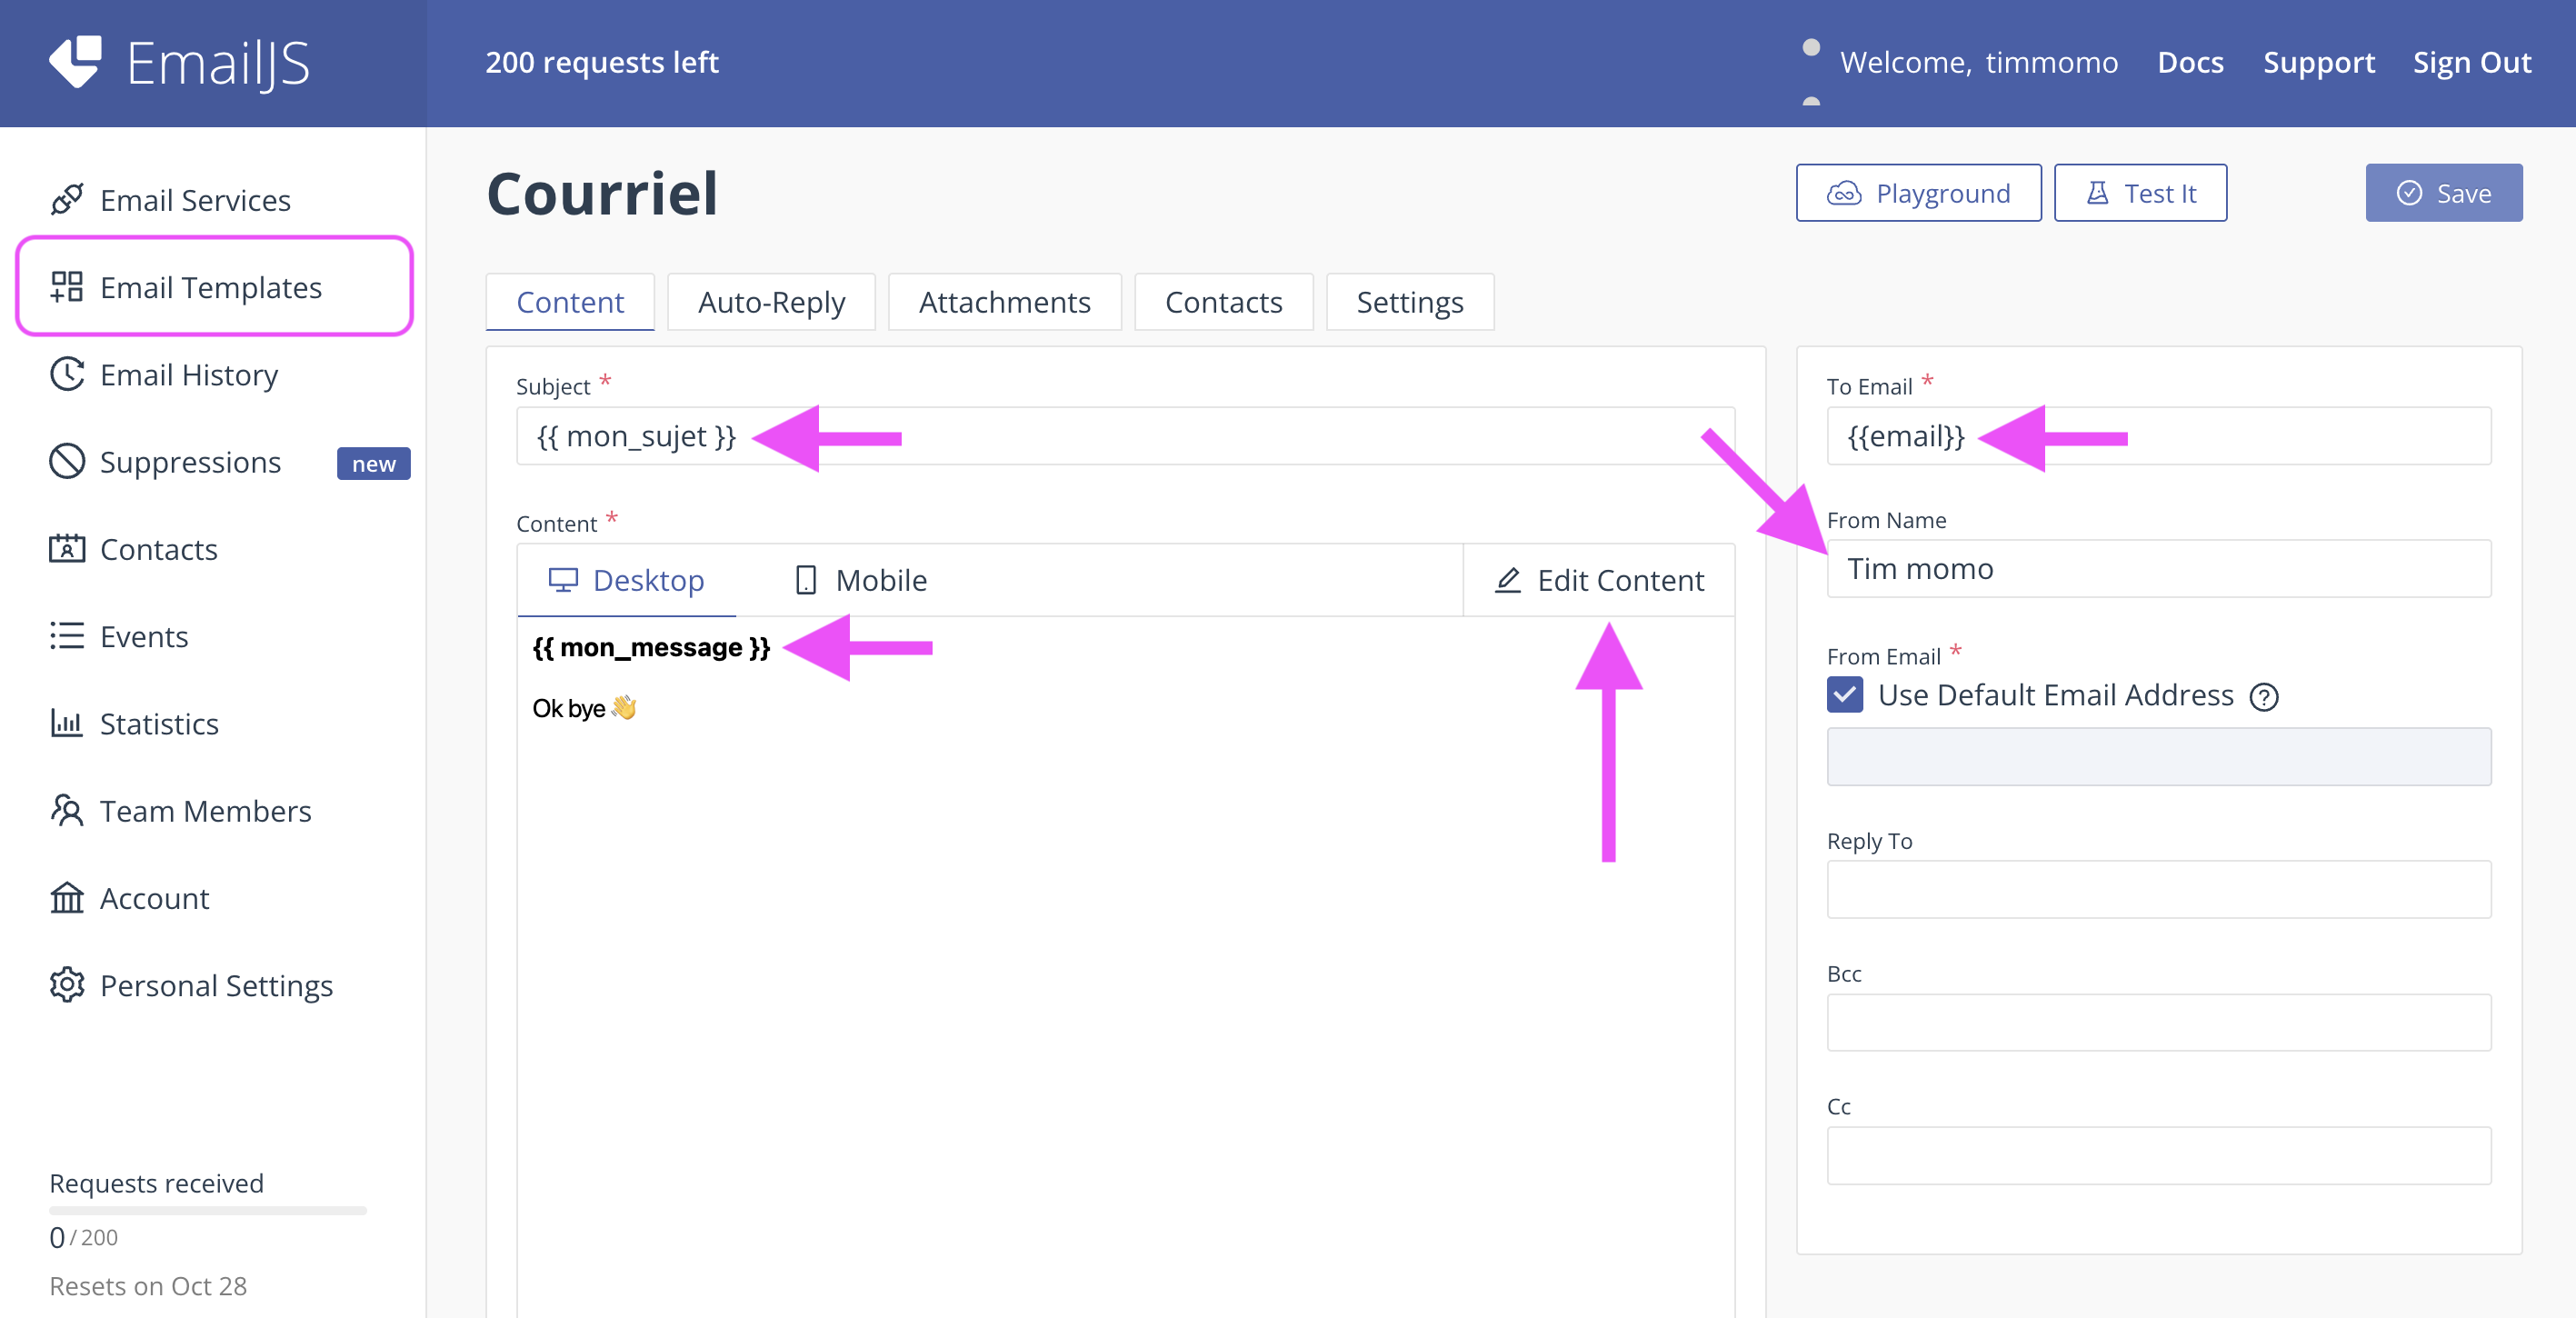 EmailJS
200 requests left
Welcome, timmomo
Docs
Support
Sign Out
Email Services
Email Templates
Email History
Suppressions new
Contacts
Events
Statistics
Team Members
Account
Personal Settings
Requests received
0 / 200
Resets on Oct 28
Courriel
Playground
Test It
Save
Content
Auto-Reply
Attachments
Contacts
Settings
Subject *
{{ mon_sujet }}
Content *
Desktop
Mobile
Edit Content
{{ mon_message }}
Ok bye 👋
To Email *
{{email}}
From Name
Tim momo
From Email *
Use Default Email Address ?
Reply To
Bcc
Cc